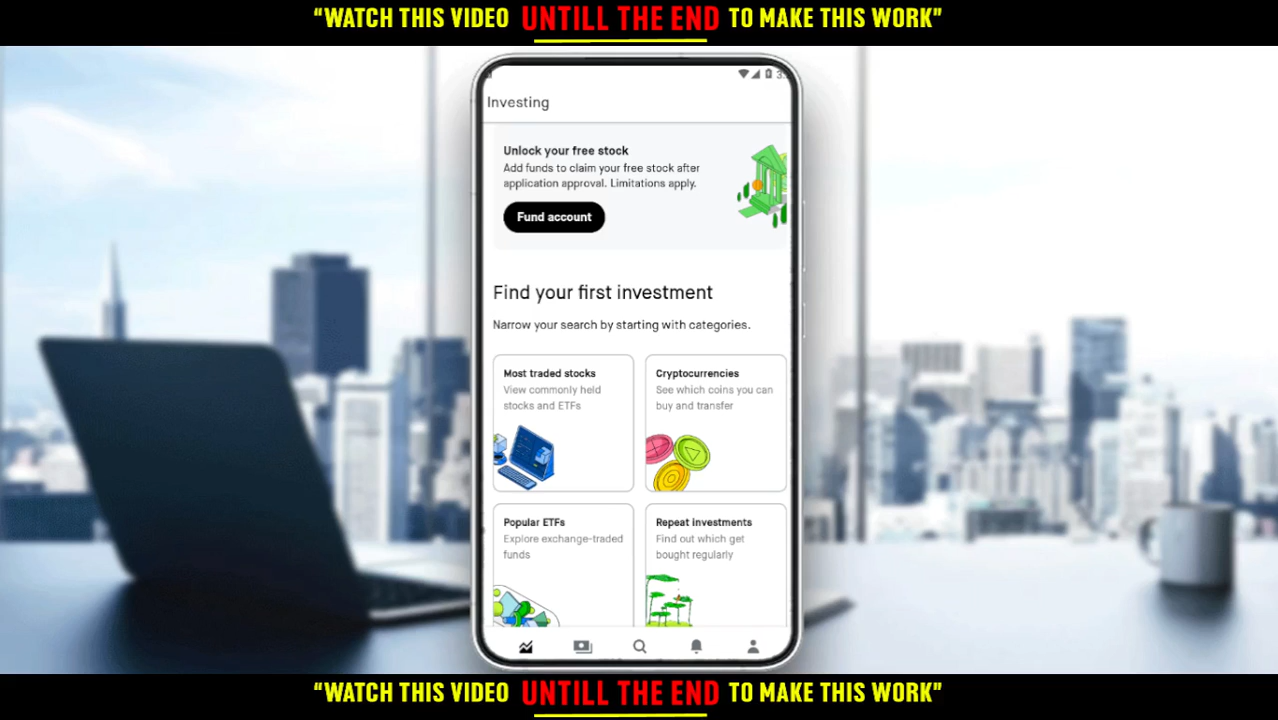 “WATCH THIS VIDEO UNTILL THE END TO MAKE THIS WORK”
Investing
Unlock your free stock
Add funds to claim your free stock after
application approval. Limitations apply.
Fund account
Find your first investment
Narrow your search by starting with categories.
Most traded stocks
View commonly held
stocks and ETFs
Cryptocurrencies
See which coins you can
buy and transfer
Popular ETFs
Explore exchange-traded
funds
Repeat investments
Find out which get
bought regularly
“WATCH THIS VIDEO UNTILL THE END TO MAKE THIS WORK”